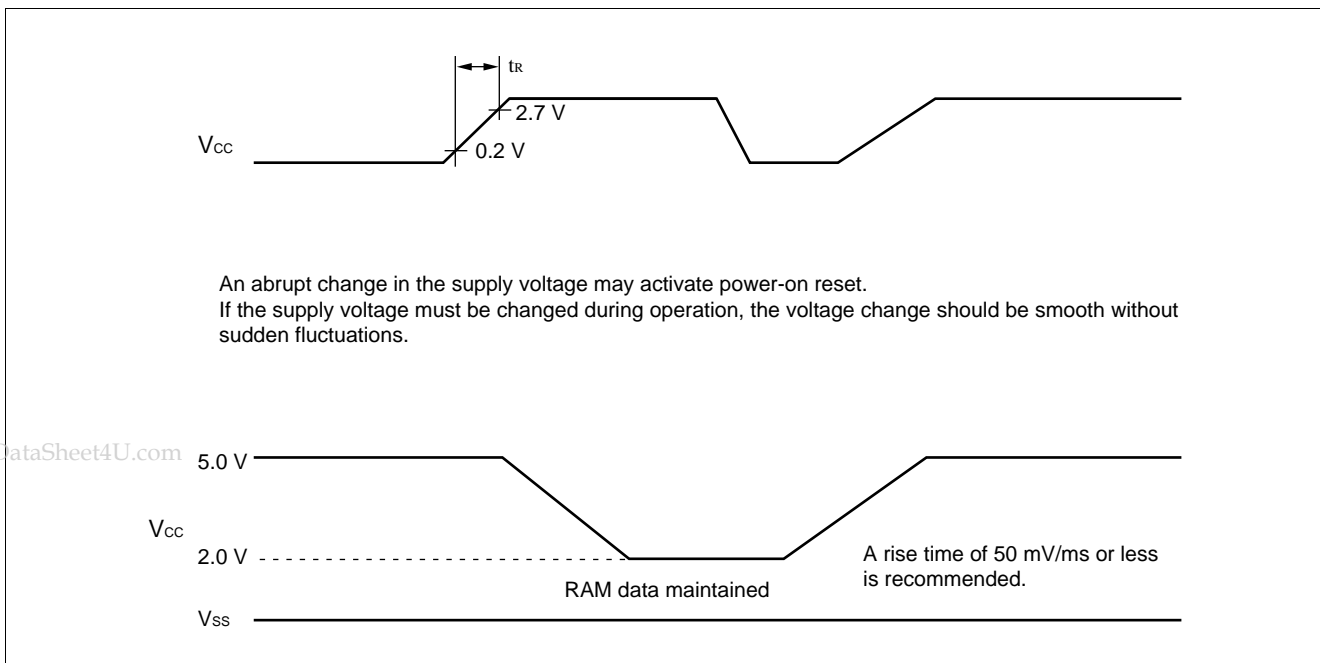 tR
2.7 V
VCC
0.2 V
An abrupt change in the supply voltage may activate power-on reset.
If the supply voltage must be changed during operation, the voltage change should be smooth without
sudden fluctuations.
DataSheet4U.com
5.0 V
VCC
2.0 V
A rise time of 50 mV/ms or less
is recommended.
RAM data maintained
VSS